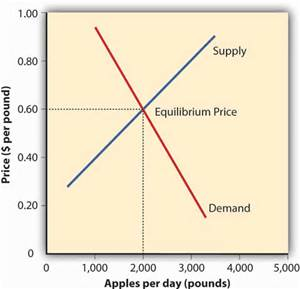 1.00
Supply
0.80
0.60
Equilibrium Price
0.40
0.20
Demand
0
0 1,000 2,000 3,000 4,000 5,000
Price ($ per pound)
Apples per day (pounds)